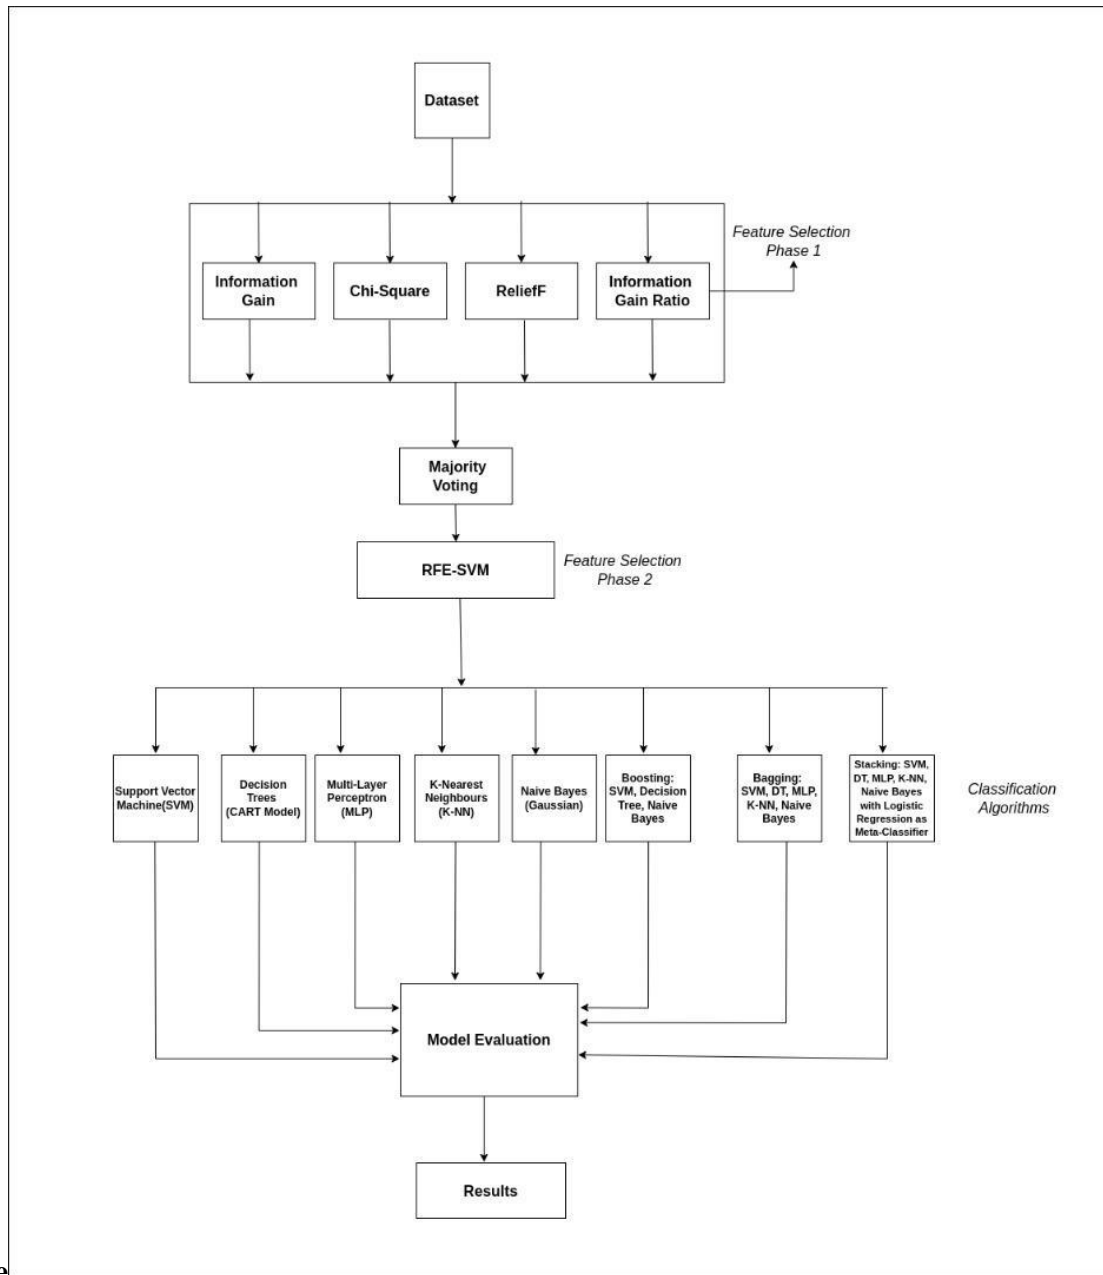 Dataset
Feature Selection
Phase 1
Information
Gain
Chi-Square
ReliefF
Information
Gain Ratio
Majority
Voting
RFE-SVM
Feature Selection
Phase 2
Support Vector
Machine(SVM)
Decision
Trees
(CART Model)
Multi-Layer
Perceptron
(MLP)
K-Nearest
Neighbours
(K-NN)
Naive Bayes
(Gaussian)
Boosting:
SVM, Decision
Tree, Naive
Bayes
Bagging:
SVM, DT, MLP,
K-NN, Naive
Bayes
Stacking: SVM,
DT, MLP, K-NN,
Naive Bayes
with Logistic
Regression as
Meta-Classifier
Classification
Algorithms
Model Evaluation
Results
e